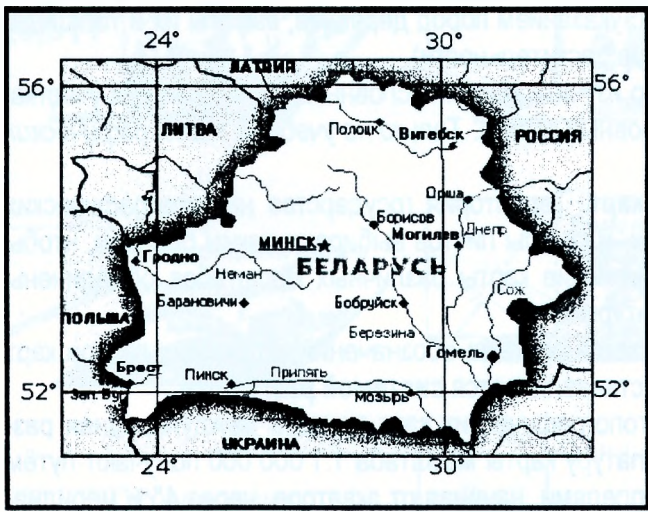 24° 30°
ЛАТВИЯ
56° 56°
ЛИТВА РОССИЯ
Полоцк Витебск
Орша
Борисов
Могилев Днепр
МИНСК
Гродно БЕЛАРУСЬ
Неман Сож
Барановичи Бобруйск
ПОЛЬША
Березина
Брест Гомель
Пинск Припять
52° Зап. Буг Мозырь 52°
УКРАИНА
24° 30°